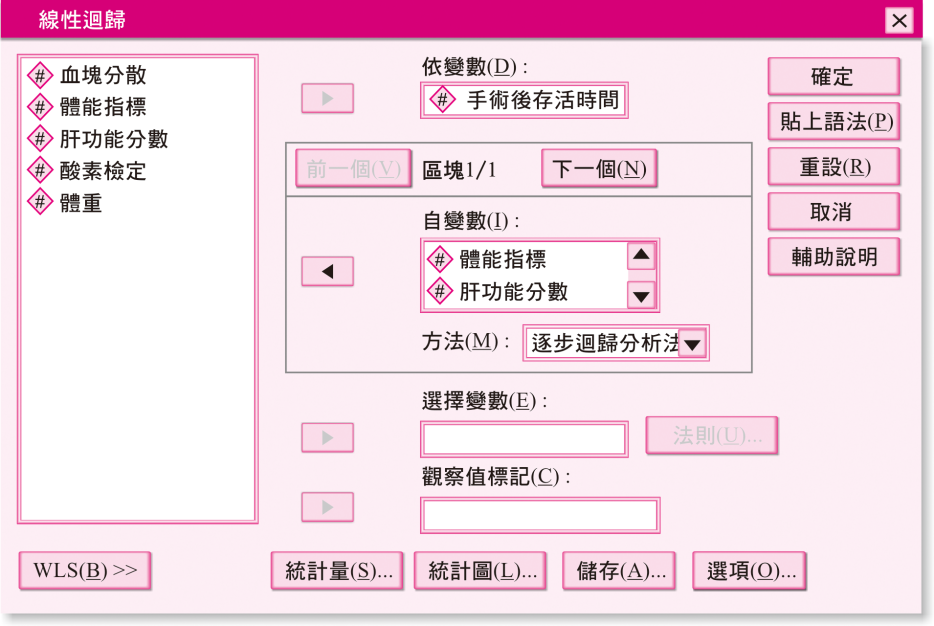 線性迴歸
血塊分散
體能指標
肝功能分數
酸素檢定
體重
依變數(D)：
手術後存活時間
前一個(V)
區塊1/1
下一個(N)
自變數(I)：
體能指標
肝功能分數
方法(M)：
逐步迴歸分析法
選擇變數(E)：
法則(U)...
觀察值標記(C)：
確定
貼上語法(P)
重設(R)
取消
輔助說明
WLS(B) >>
統計量(S)...
統計圖(L)...
儲存(A)...
選項(O)...